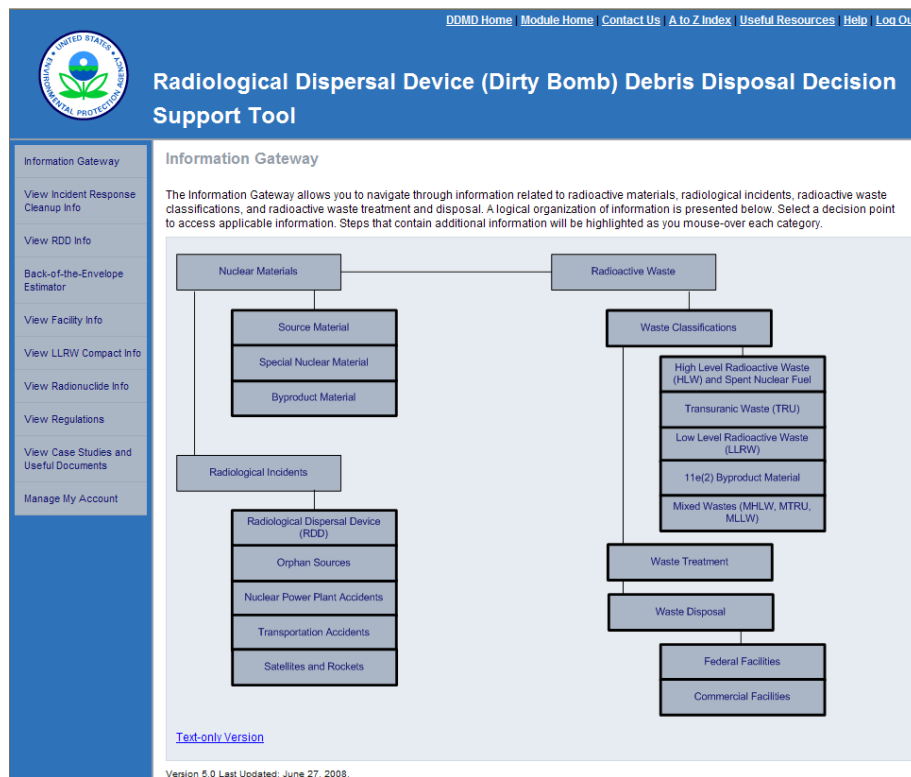 DDMD Home | Module Home | Contact Us | A to Z Index | Useful Resources | Help | Log Ou
UNITED STATES
ENVIRONMENTAL PROTECTION AGENCY
Radiological Dispersal Device (Dirty Bomb) Debris Disposal Decision
Support Tool
Information Gateway
View Incident Response
Cleanup Info
View RDD Info
Back-of-the-Envelope
Estimator
View Facility Info
View LLRW Compact Info
View Radionuclide Info
View Regulations
View Case Studies and
Useful Documents
Manage My Account
Information Gateway
The Information Gateway allows you to navigate through information related to radioactive materials, radiological incidents, radioactive waste
classifications, and radioactive waste treatment and disposal. A logical organization of information is presented below. Select a decision point
to access applicable information. Steps that contain additional information will be highlighted as you mouse-over each category.
Nuclear Materials
Source Material
Special Nuclear Material
Byproduct Material
Radiological Incidents
Radiological Dispersal Device
(RDD)
Orphan Sources
Nuclear Power Plant Accidents
Transportation Accidents
Satellites and Rockets
Radioactive Waste
Waste Classifications
High Level Radioactive Waste
(HLW) and Spent Nuclear Fuel
Transuranic Waste (TRU)
Low Level Radioactive Waste
(LLRW)
11e(2) Byproduct Material
Mixed Wastes (MHLW, MTRU,
MLLW)
Waste Treatment
Waste Disposal
Federal Facilities
Commercial Facilities
Text-only Version
Version 5.0 Last Updated: June 27, 2008.